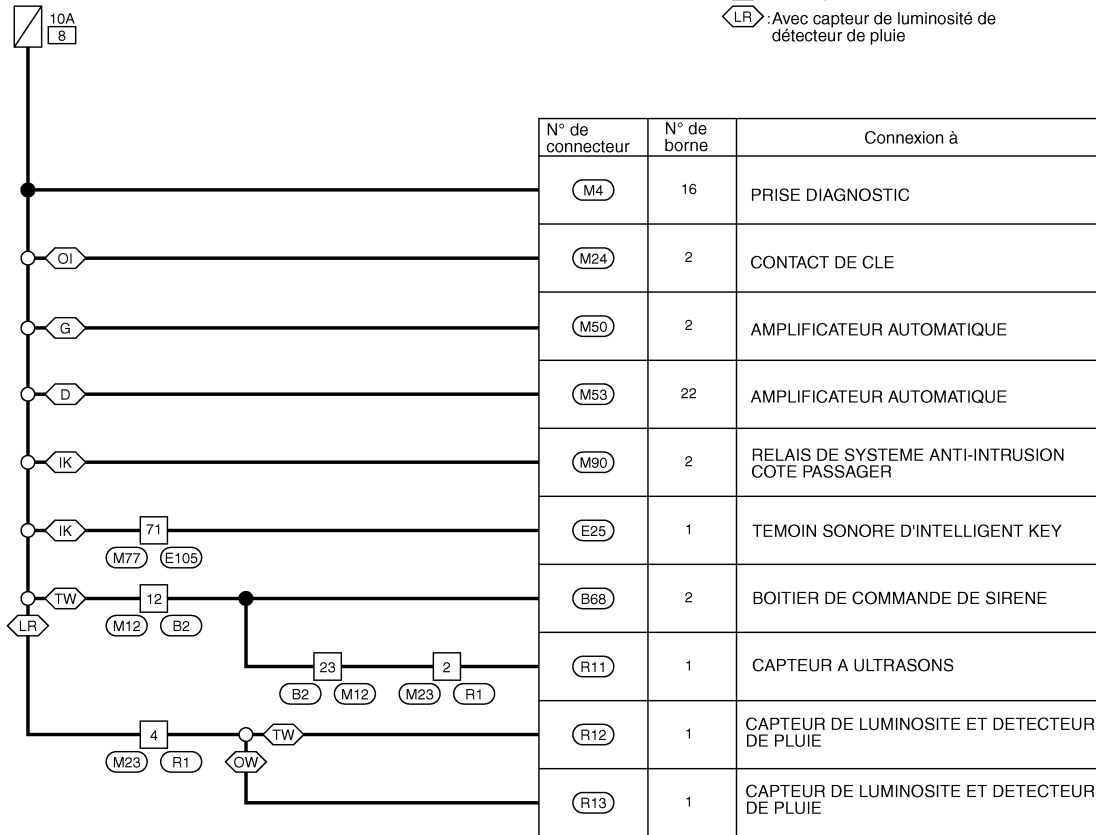 10A
8
LR :Avec capteur de luminosité de
détecteur de pluie
N° de
connecteur
N° de
borne
Connexion à
M4
16
PRISE DIAGNOSTIC
OI
M24
2
CONTACT DE CLE
G
M50
2
AMPLIFICATEUR AUTOMATIQUE
D
M53
22
AMPLIFICATEUR AUTOMATIQUE
IK
M90
2
RELAIS DE SYSTEME ANTI-INTRUSION
COTE PASSAGER
IK
71
M77
E105
E25
1
TEMOIN SONORE D'INTELLIGENT KEY
TW
12
M12
B2
B68
2
BOITIER DE COMMANDE DE SIRENE
LR
23
B2
M12
2
M23
R1
R11
1
CAPTEUR A ULTRASONS
4
M23
R1
TW
R12
1
CAPTEUR DE LUMINOSITE ET DETECTEUR
DE PLUIE
OW
R13
1
CAPTEUR DE LUMINOSITE ET DETECTEUR
DE PLUIE